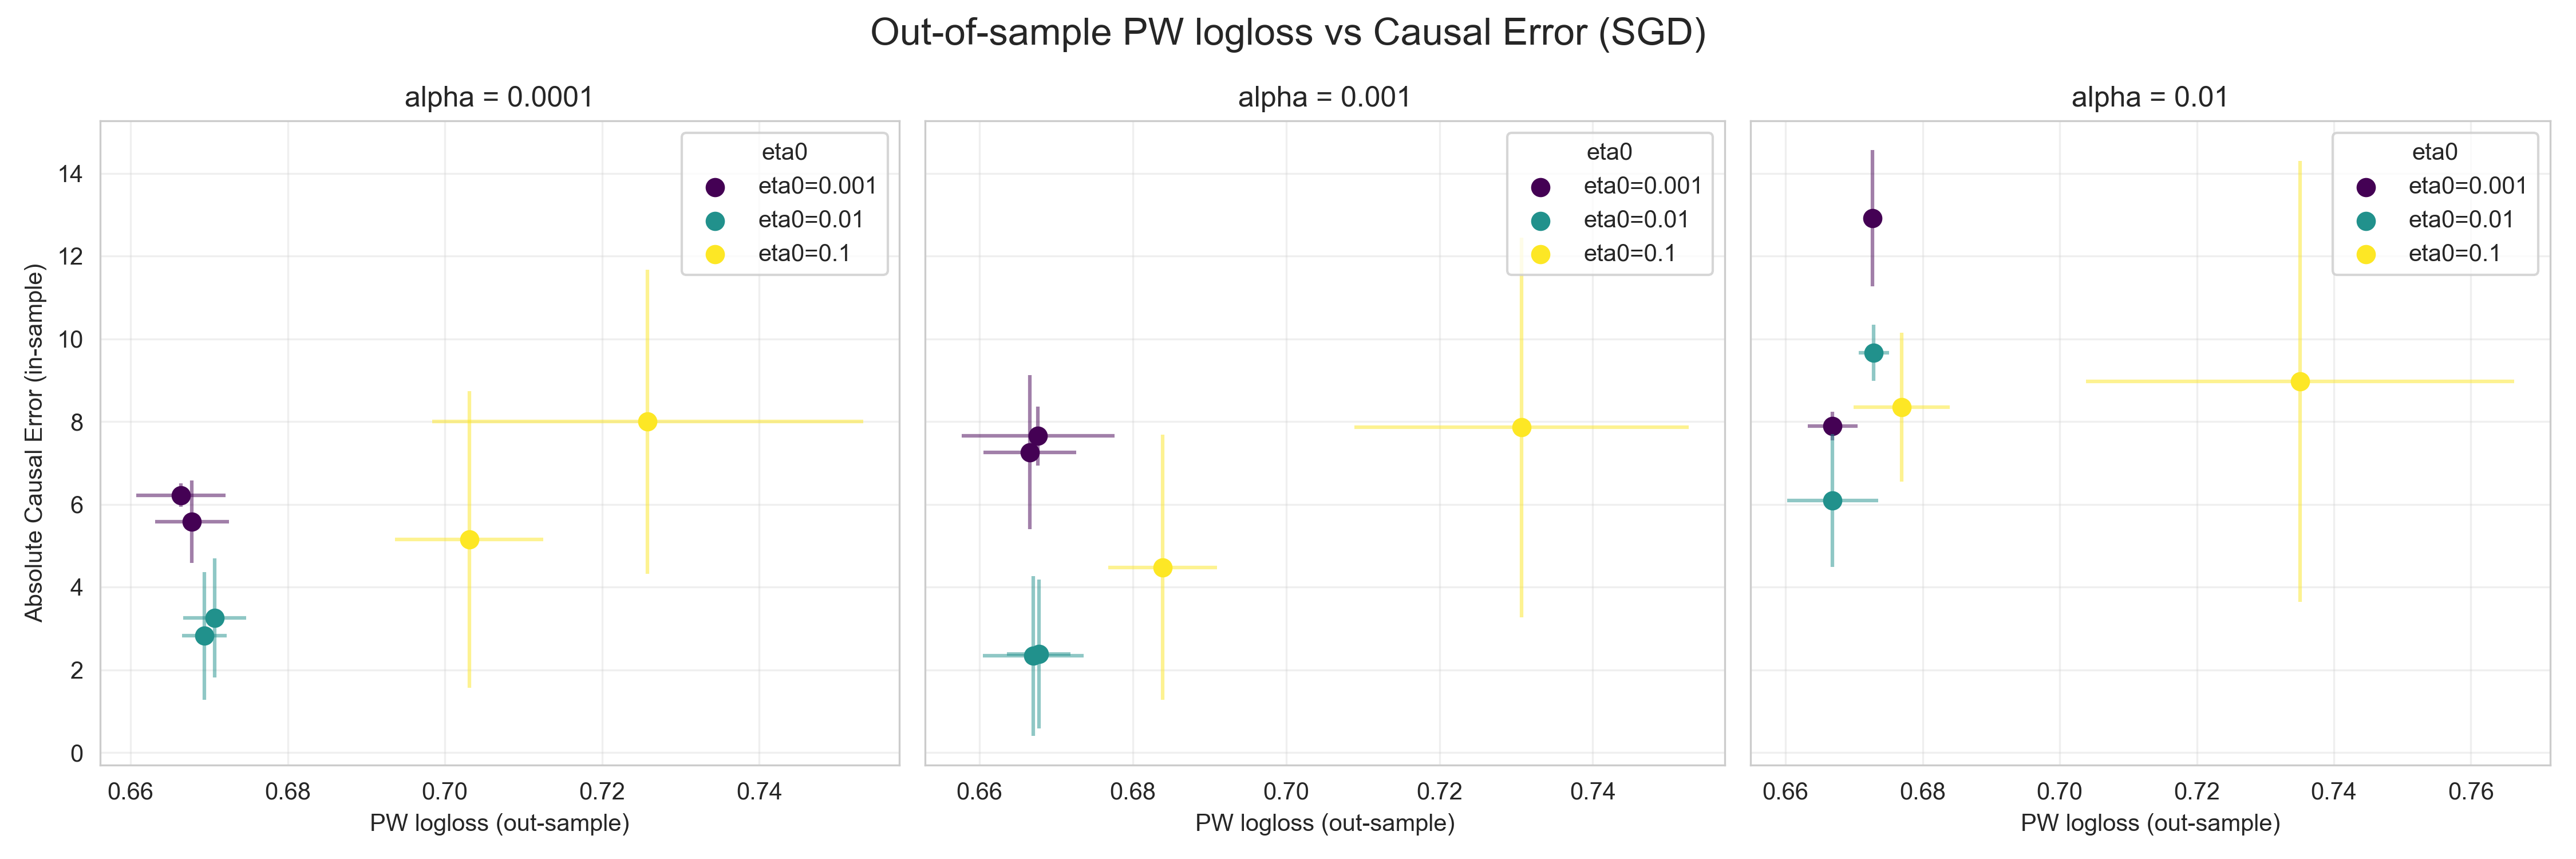 Out-of-sample PW logloss vs Causal Error (SGD)
alpha = 0.0001
eta0
eta0=0.001
eta0=0.01
eta0=0.1
Absolute Causal Error (in-sample)
14
12
10
8
6
4
2
0
0.66
0.68
0.70
0.72
0.74
PW logloss (out-sample)
alpha = 0.001
eta0
eta0=0.001
eta0=0.01
eta0=0.1
0.66
0.68
0.70
0.72
0.74
PW logloss (out-sample)
alpha = 0.01
eta0
eta0=0.001
eta0=0.01
eta0=0.1
0.66
0.68
0.70
0.72
0.74
0.76
PW logloss (out-sample)